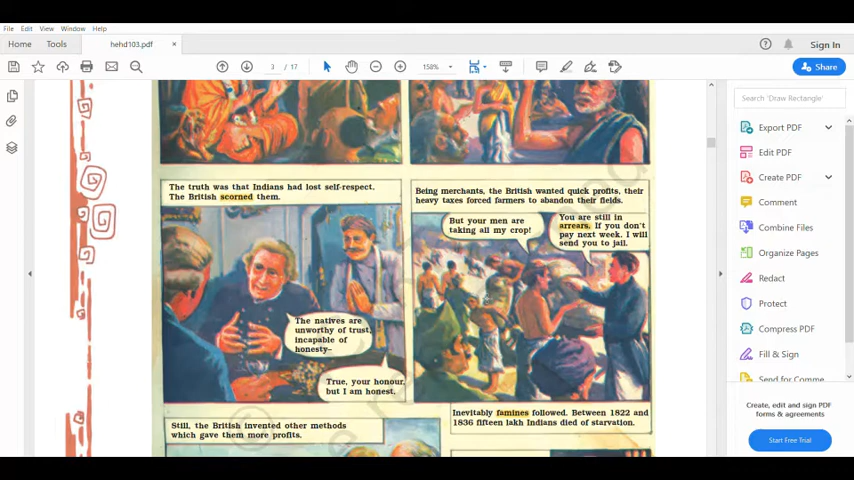 File Edit View Window Help
Home Tools hehd103.pdf × Sign In
3 / 17 158% Share
Search 'Draw Rectangle'
Export PDF
Edit PDF
Create PDF
Comment
Combine Files
Organize Pages
Redact
Protect
Compress PDF
Fill & Sign
Send for Comme
Create, edit and sign PDF
forms & agreements
Start Free Trial
The truth was that Indians had lost self-respect.
The British scorned them.
The natives are
unworthy of trust,
incapable of
honesty–
True, your honour,
but I am honest.
Being merchants, the British wanted quick profits, their
heavy taxes forced farmers to abandon their fields.
But your men are
taking all my crop!
You are still in
arrears. If you don't
pay next week. I will
send you to jail.
Inevitably famines followed. Between 1822 and
1836 fifteen lakh Indians died of starvation.
Still, the British invented other methods
which gave them more profits.